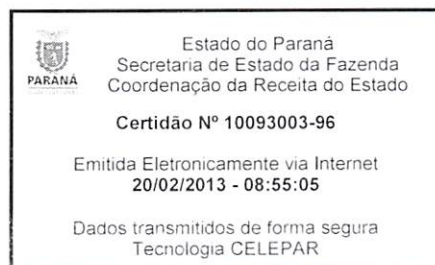 Estado do Paraná
Secretaria de Estado da Fazenda
Coordenação da Receita do Estado
PARANÁ
Certidão Nº 10093003-96
Emitida Eletronicamente via Internet
20/02/2013 - 08:55:05
Dados transmitidos de forma segura
Tecnologia CELEPAR